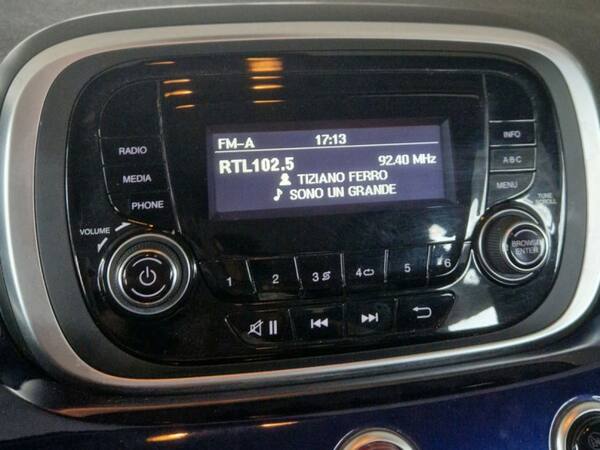 FM-A 17:13
RTL102.5 92.40 MHz
TIZIANO FERRO
SONO UN GRANDE
RADIO
MEDIA
PHONE
VOLUME
INFO
A·B·C
MENU
TUNE
SCROLL
BROWSE
ENTER
1 2 3 4 5 6